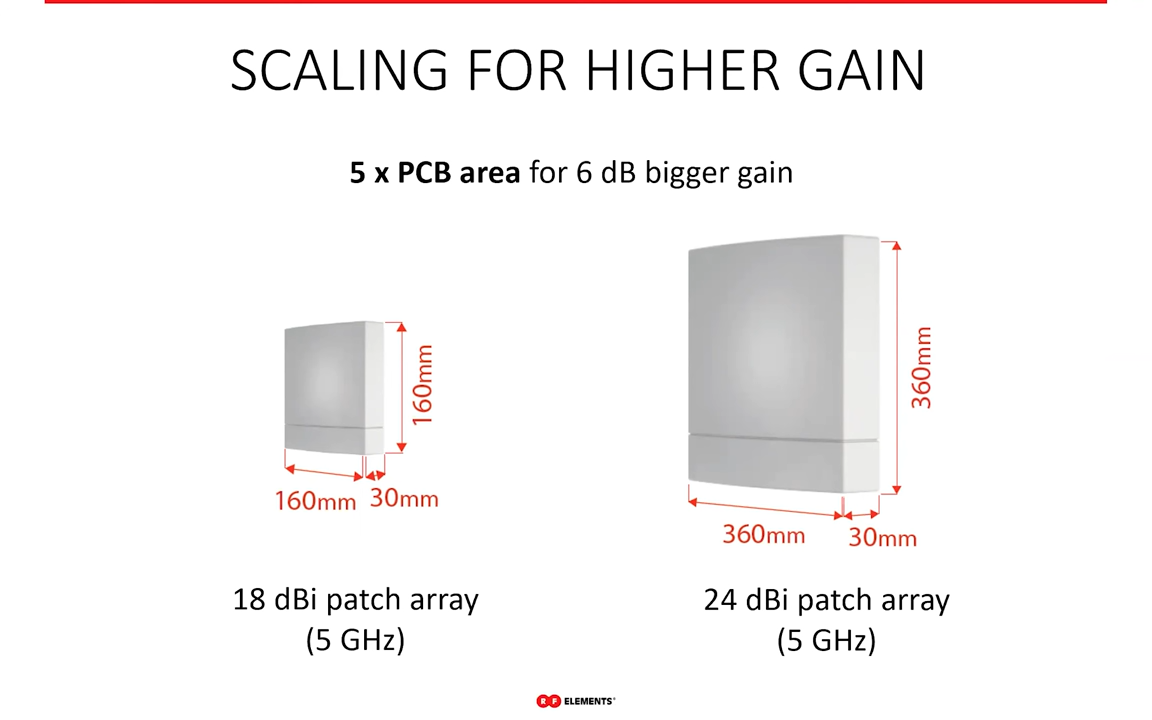 SCALING FOR HIGHER GAIN
5 x PCB area for 6 dB bigger gain
160mm
160mm 30mm
360mm
360mm 30mm
18 dBi patch array
(5 GHz)
24 dBi patch array
(5 GHz)
RF ELEMENTS